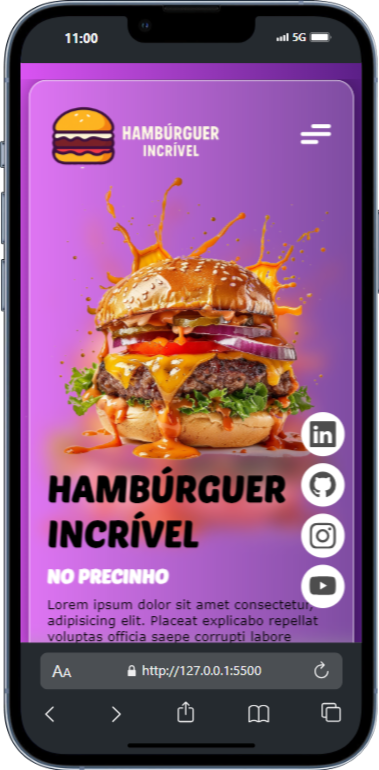 11:00
5G
HAMBÚRGUER
INCRÍVEL
HAMBÚRGUER
INCRÍVEL
NO PRECINHO
Lorem ipsum dolor sit amet consectetur,
adipisicing elit. Placeat explicabo repellat
voluptas officia saepe corrupti labore
AA
http://127.0.0.1:5500